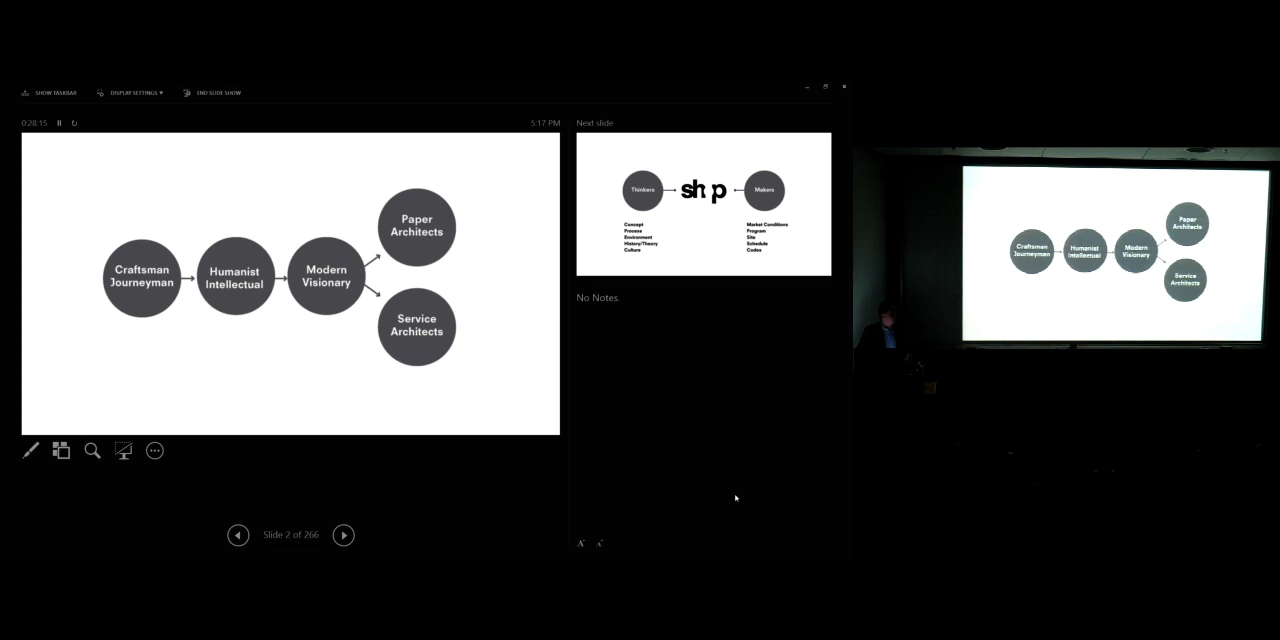 SHOW TASKBAR
DISPLAY SETTINGS ▾
END SLIDE SHOW
0:28:15
5:17 PM
Craftsman
Journeyman
Humanist
Intellectual
Modern
Visionary
Paper
Architects
Service
Architects
Slide 2 of 266
Next slide
Thinkers
shop
Makers
Concept
Process
Environment
History/Theory
Culture
Market Conditions
Program
Site
Schedule
Codes
No Notes.
A
A
Craftsman
Journeyman
Humanist
Intellectual
Modern
Visionary
Paper
Architects
Service
Architects